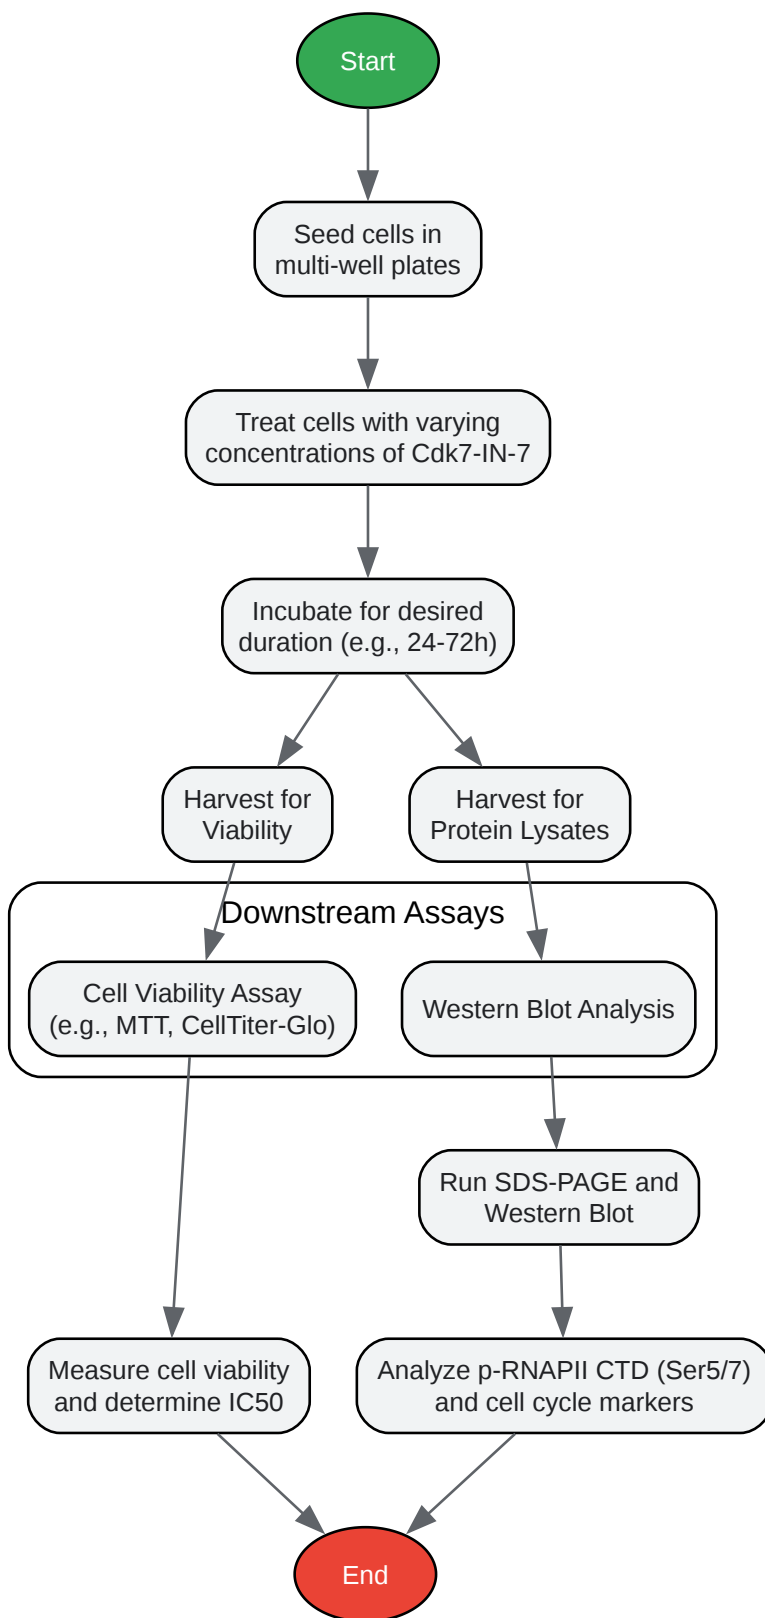 Start
Seed cells in
multi-well plates
Treat cells with varying
concentrations of Cdk7-IN-7
Incubate for desired
duration (e.g., 24-72h)
Harvest for
Viability
Harvest for
Protein Lysates
Downstream Assays
Cell Viability Assay
(e.g., MTT, CellTiter-Glo)
Western Blot Analysis
Run SDS-PAGE and
Western Blot
Measure cell viability
and determine IC50
Analyze p-RNAPII CTD (Ser5/7)
and cell cycle markers
End